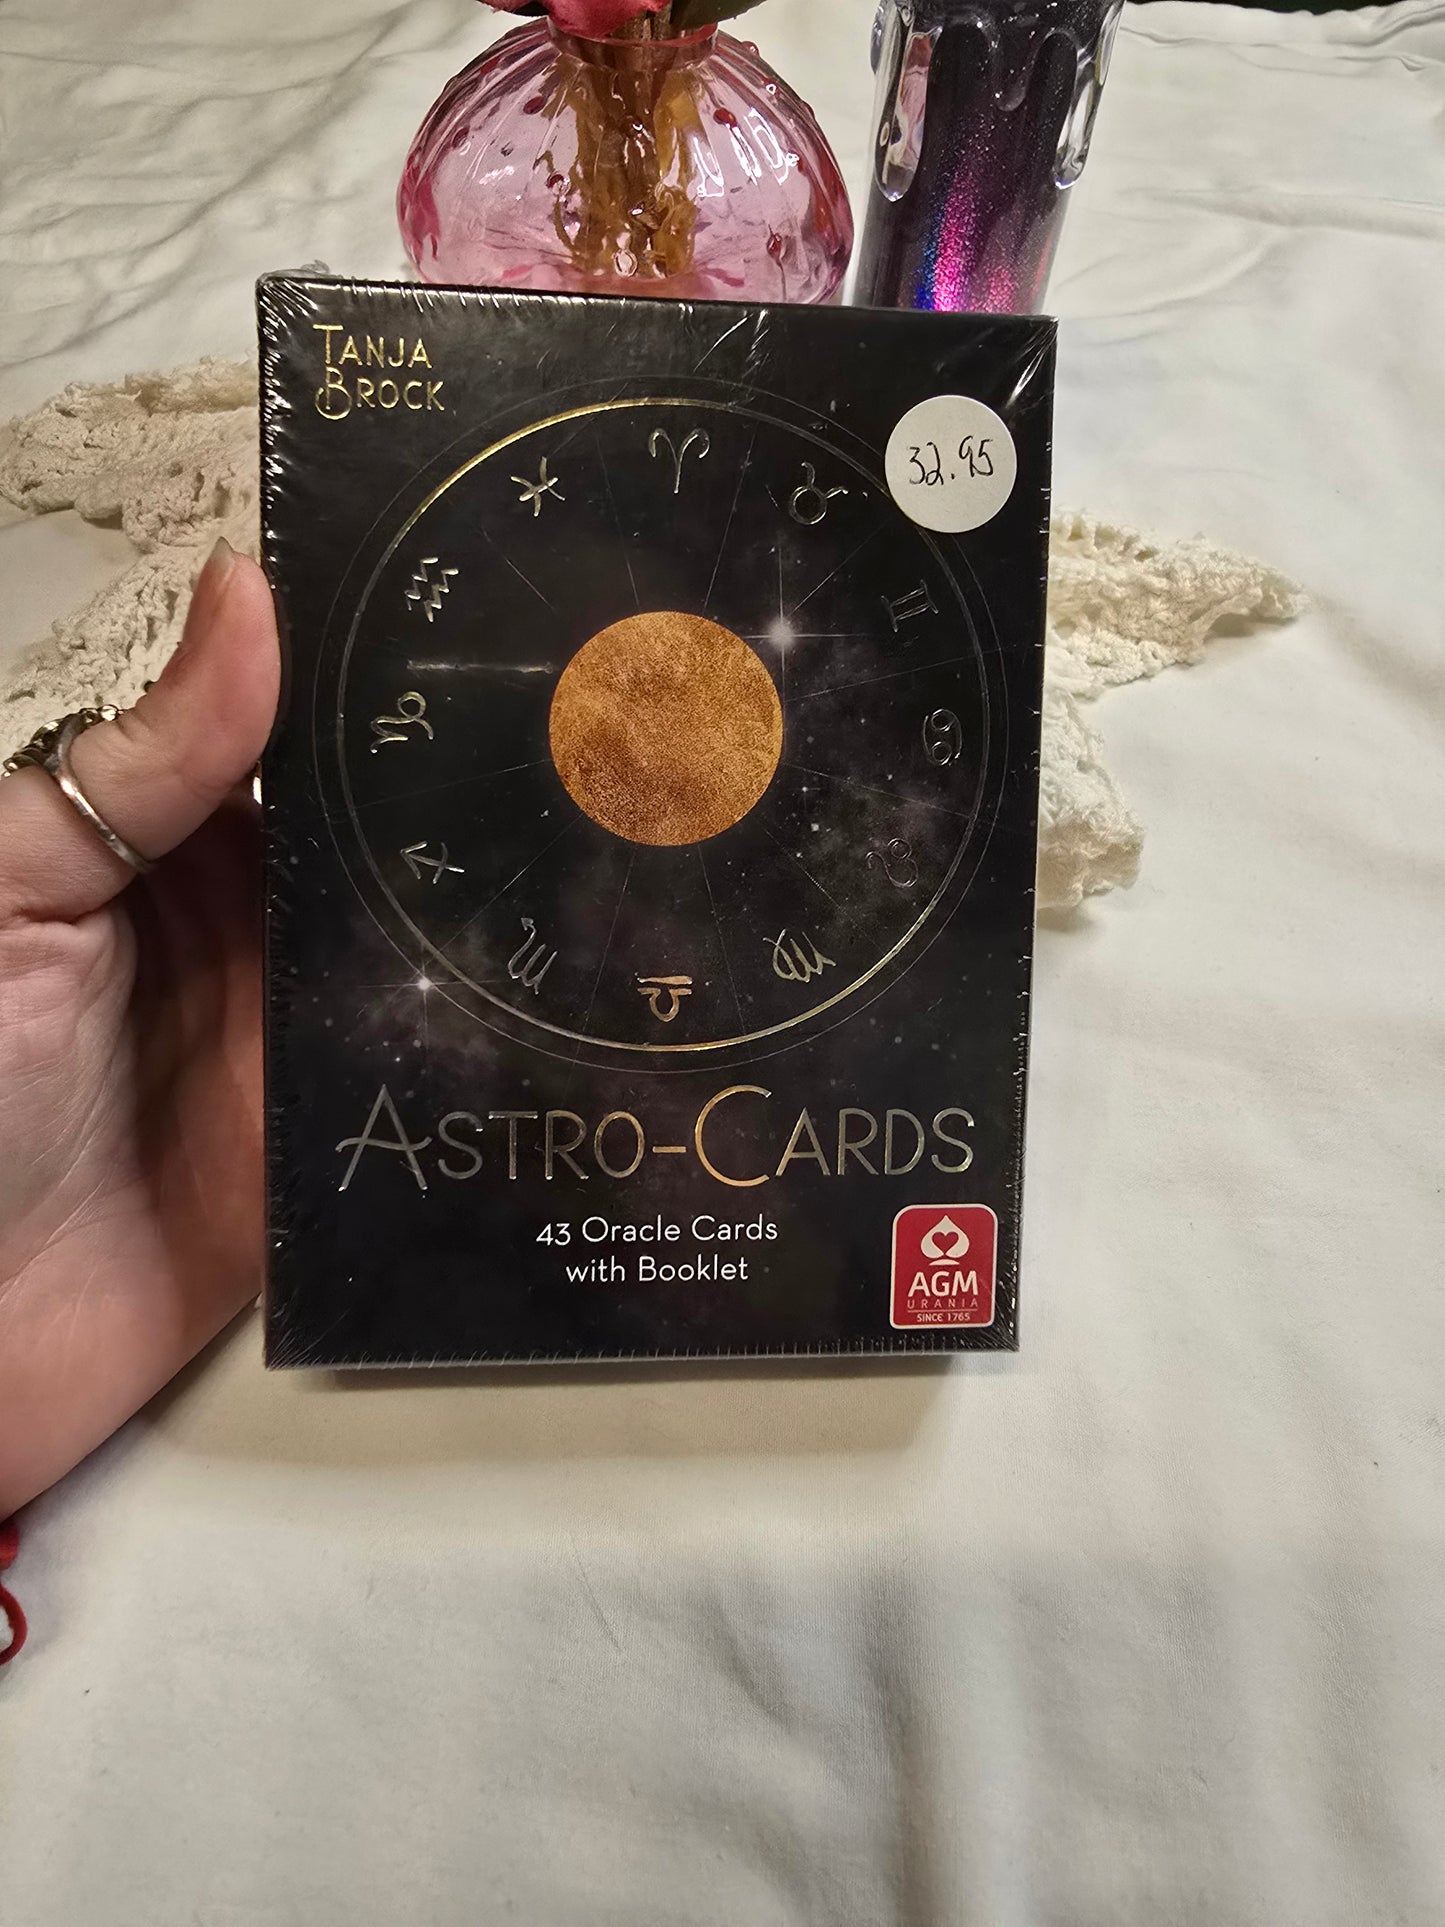 TANJA
BROCK
32.95
♈
♉
♊
♋
♌
♍
♎
♏
♐
♑
♒
♓
ASTRO-CARDS
43 Oracle Cards
with Booklet
AGM
URANIA
SINCE 1765